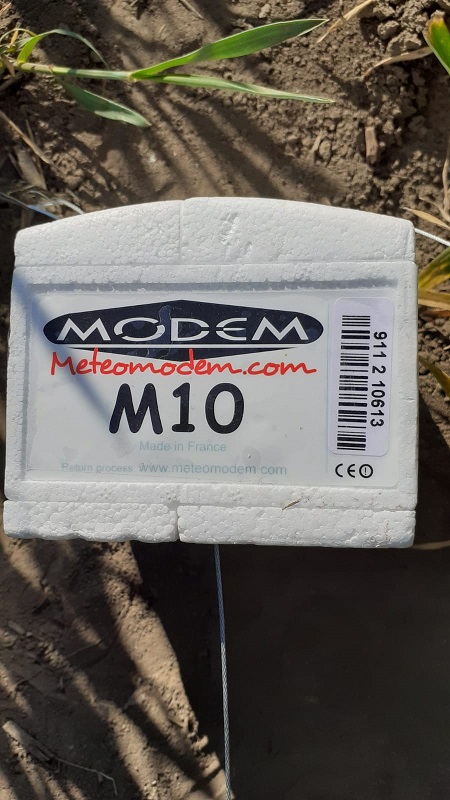 MODEM
Meteomodem.com
M10
Made in France
Return process www.meteomodem.com
911 2 10613
CE